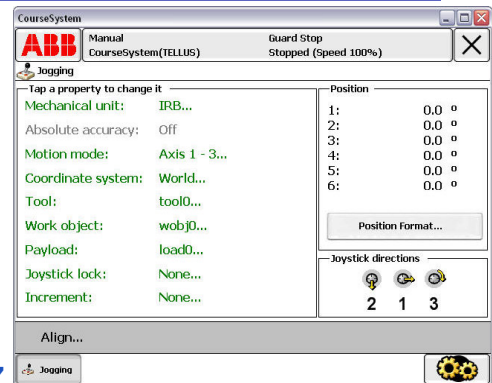 CourseSystem
ABB
Manual
CourseSystem(TELLUS)
Guard Stop
Stopped (Speed 100%)
Jogging
Tap a property to change it
Mechanical unit: IRB...
Absolute accuracy: Off
Motion mode: Axis 1 - 3...
Coordinate system: World...
Tool: tool0...
Work object: wobj0...
Payload: load0...
Joystick lock: None...
Increment: None...
Position
1: 0.0 º
2: 0.0 º
3: 0.0 º
4: 0.0 º
5: 0.0 º
6: 0.0 º
Position Format...
Joystick directions
2 1 3
Align...
Jogging